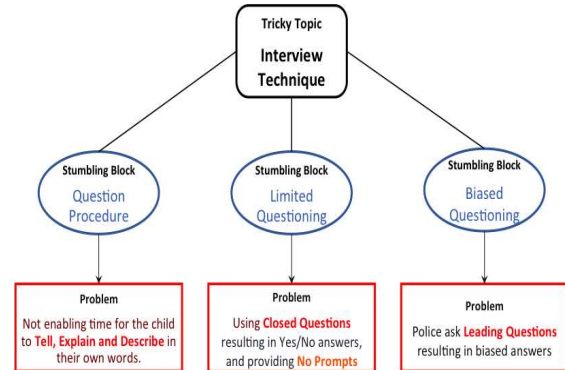 Tricky Topic
Interview
Technique
Stumbling Block
Question
Procedure
Stumbling Block
Limited
Questioning
Stumbling Block
Biased
Questioning
Problem
Not enabling time for the child
to Tell, Explain and Describe in
their own words.
Problem
Using Closed Questions
resulting in Yes/No answers,
and providing No Prompts
Problem
Police ask Leading Questions
resulting in biased answers